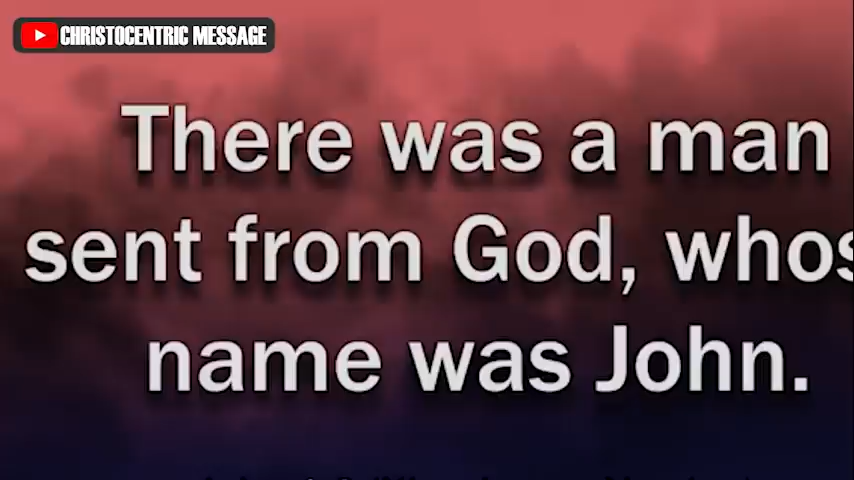 CHRISTOCENTRIC MESSAGE
There was a man
sent from God, whos
name was John.